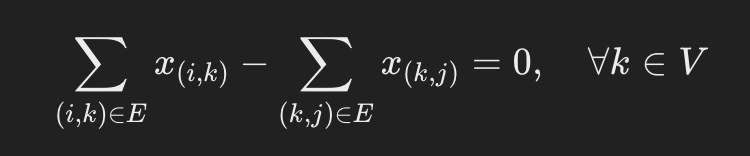 ∑_{(i,k)∈E} x_{(i,k)} − ∑_{(k,j)∈E} x_{(k,j)} = 0, ∀k ∈ V